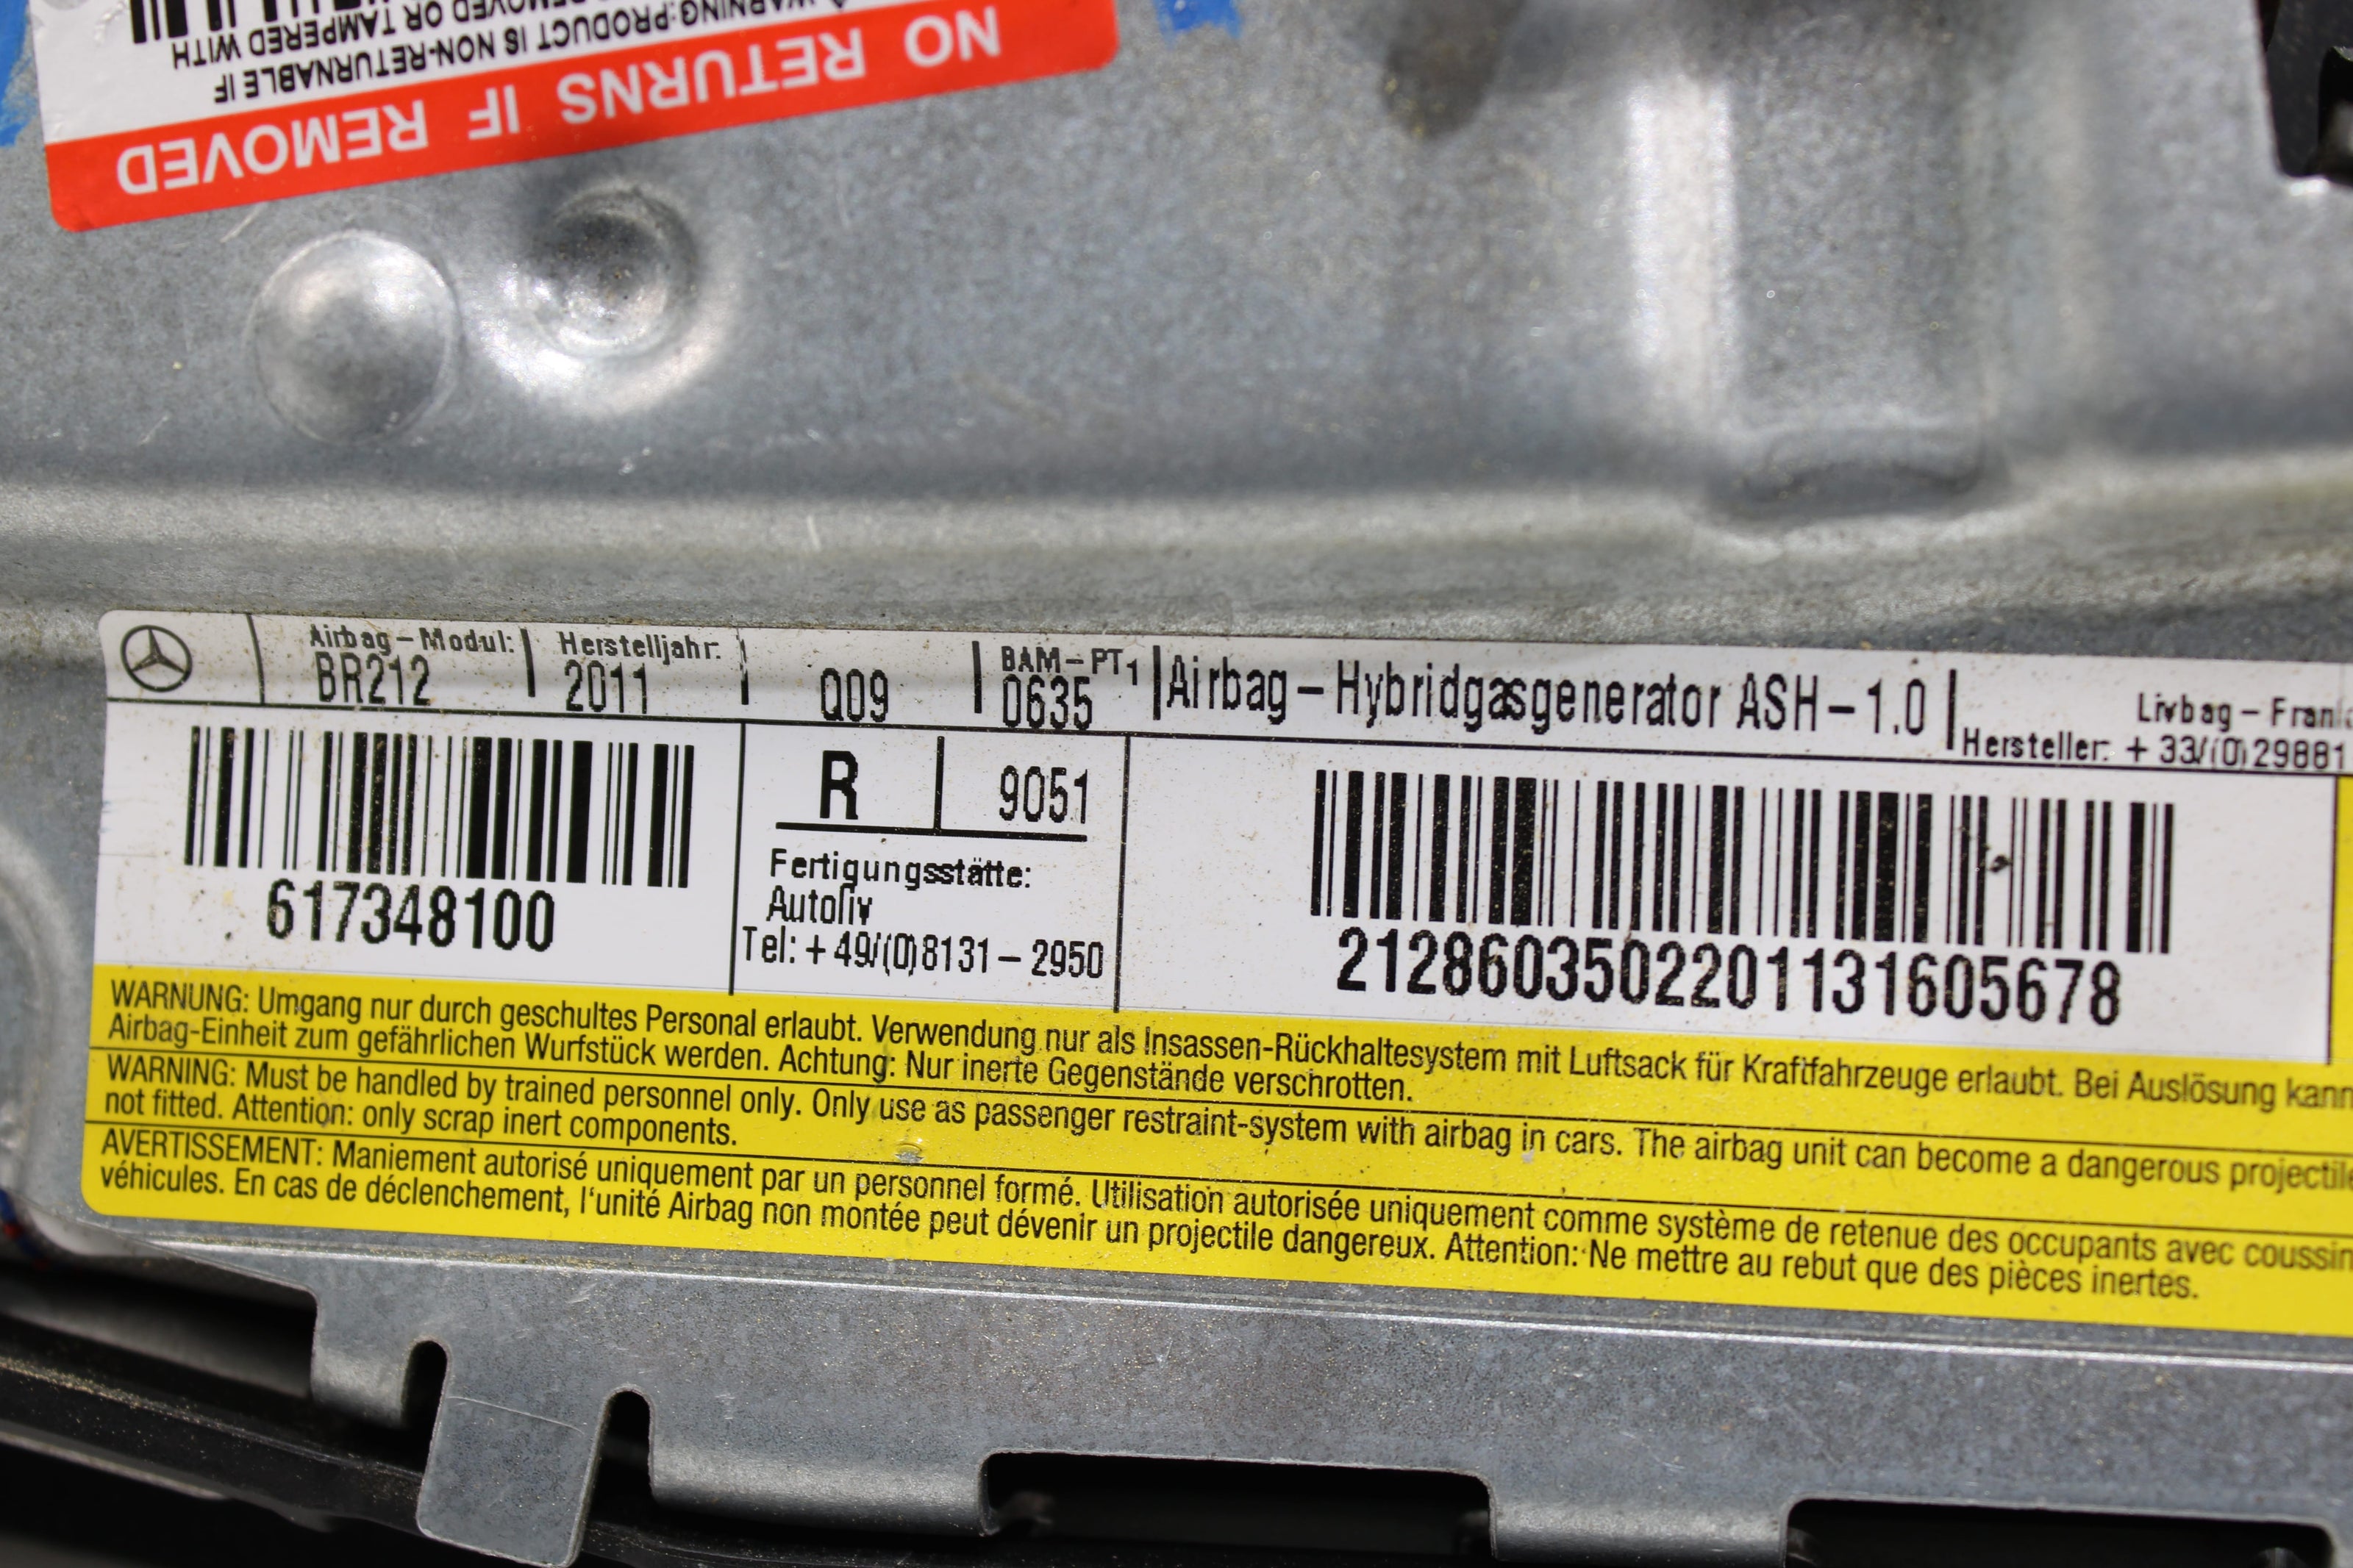 NO RETURNS IF REMOVED
WARNING:PRODUCT IS NON-RETURNABLE IF
REMOVED OR TAMPERED WITH
Airbag-Modul: Herstelljahr: BAM-PT1 Airbag-Hybridgasgenerator ASH-1.0 Livbag-Fran
BR212 2011 Q09 0635 Hersteller: +33/(0)29881
R 9051
617348100
Fertigungsstätte:
Autoliv
Tel: +49/(0)8131-2950
2128603502201131605678
WARNUNG: Umgang nur durch geschultes Personal erlaubt. Verwendung nur als Insassen-Rückhaltesystem mit Luftsack für Kraftfahrzeuge erlaubt. Bei Auslösung kann
Airbag-Einheit zum gefährlichen Wurfstück werden. Achtung: Nur inerte Gegenstände verschrotten.
WARNING: Must be handled by trained personnel only. Only use as passenger restraint-system with airbag in cars. The airbag unit can become a dangerous projectile
not fitted. Attention: only scrap inert components.
AVERTISSEMENT: Maniement autorisé uniquement par un personnel formé. Utilisation autorisée uniquement comme système de retenue des occupants avec coussin
véhicules. En cas de déclenchement, l'unité Airbag non montée peut dévenir un projectile dangereux. Attention: Ne mettre au rebut que des pièces inertes.